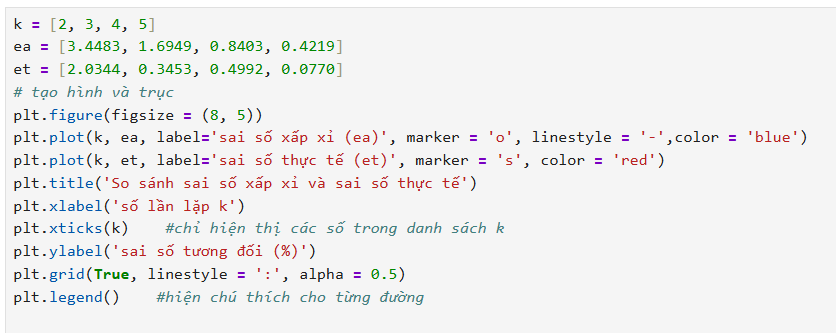 k = [2, 3, 4, 5]
ea = [3.4483, 1.6949, 0.8403, 0.4219]
et = [2.0344, 0.3453, 0.4992, 0.0770]
# tạo hình và trục
plt.figure(figsize = (8, 5))
plt.plot(k, ea, label='sai số xấp xỉ (ea)', marker = 'o', linestyle = '-',color = 'blue')
plt.plot(k, et, label='sai số thực tế (et)', marker = 's', color = 'red')
plt.title('So sánh sai số xấp xỉ và sai số thực tế')
plt.xlabel('số lần lặp k')
plt.xticks(k)    #chỉ hiện thị các số trong danh sách k
plt.ylabel('sai số tương đối (%)')
plt.grid(True, linestyle = ':', alpha = 0.5)
plt.legend()    #hiện chú thích cho từng đường